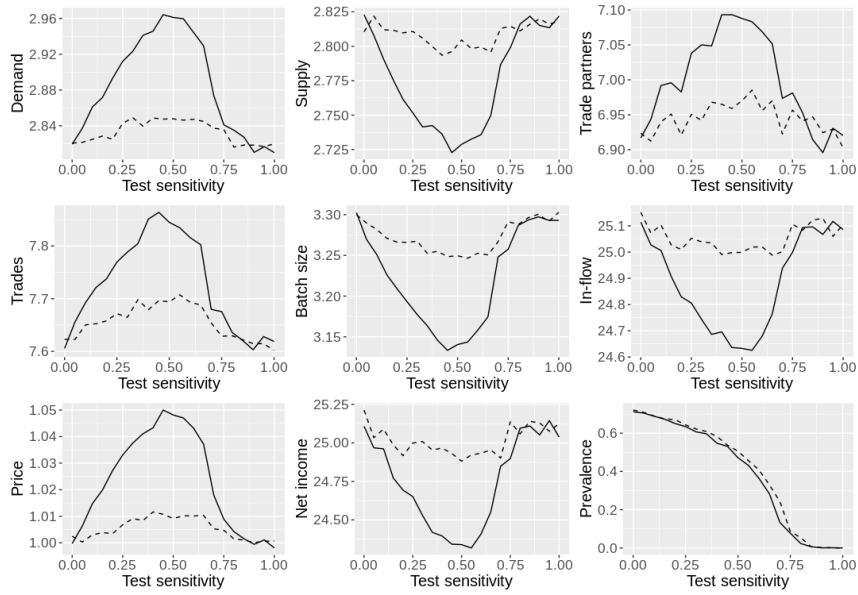 Demand
2.96
2.92
2.88
2.84
0.00 0.25 0.50 0.75 1.00
Test sensitivity
Supply
2.825
2.800
2.775
2.750
2.725
0.00 0.25 0.50 0.75 1.00
Test sensitivity
Trade partners
7.10
7.05
7.00
6.95
6.90
0.00 0.25 0.50 0.75 1.00
Test sensitivity
Trades
7.8
7.7
7.6
0.00 0.25 0.50 0.75 1.00
Test sensitivity
Batch size
3.30
3.25
3.20
3.15
0.00 0.25 0.50 0.75 1.00
Test sensitivity
In-flow
25.1
25.0
24.9
24.8
24.7
24.6
0.00 0.25 0.50 0.75 1.00
Test sensitivity
Price
1.05
1.04
1.03
1.02
1.01
1.00
0.00 0.25 0.50 0.75 1.00
Test sensitivity
Net income
25.25
25.00
24.75
24.50
0.00 0.25 0.50 0.75 1.00
Test sensitivity
Prevalence
0.6
0.4
0.2
0.0
0.00 0.25 0.50 0.75 1.00
Test sensitivity